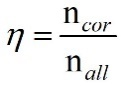 η = n_cor / n_all